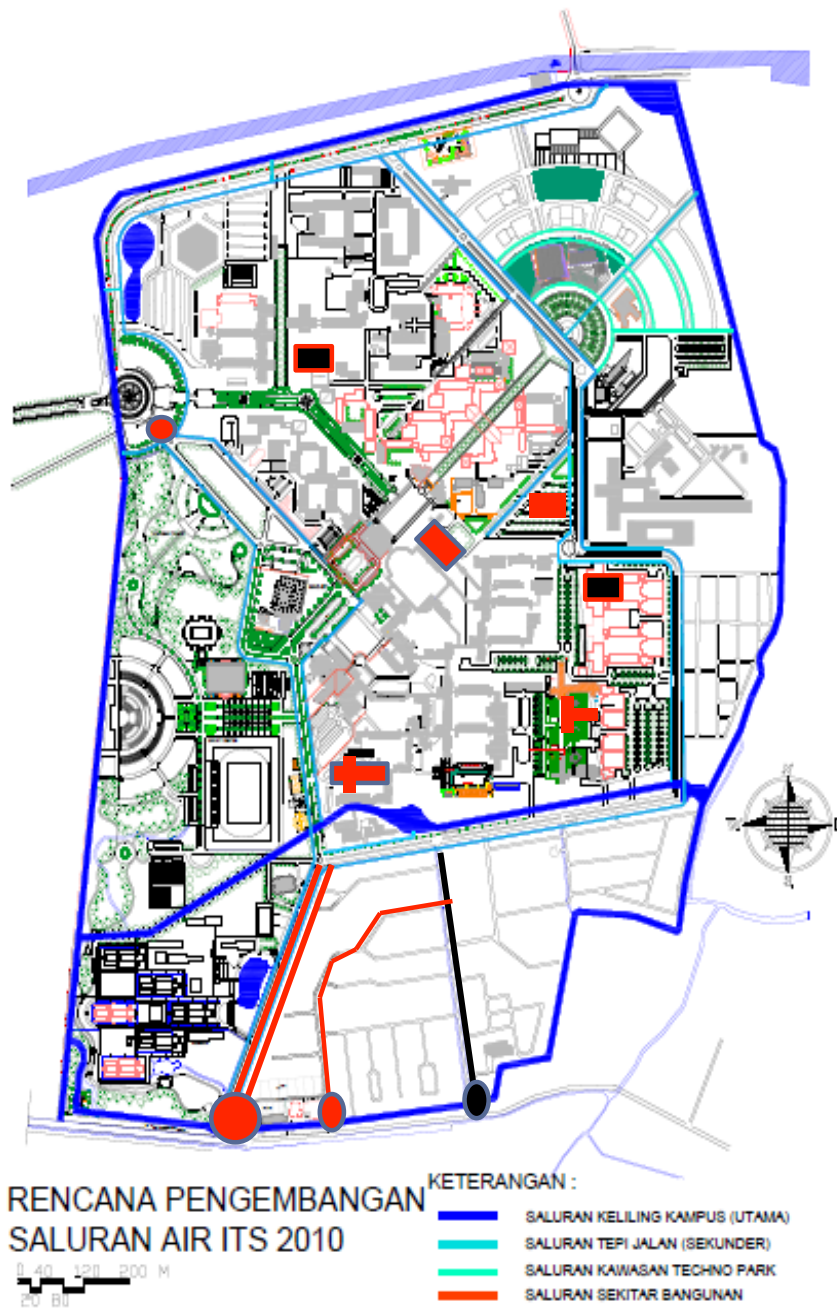 RENCANA PENGEMBANGAN
SALURAN AIR ITS 2010
0 40 120 200 M
20 80
KETERANGAN :
SALURAN KELILING KAMPUS (UTAMA)
SALURAN TEPI JALAN (SEKUNDER)
SALURAN KAWASAN TECHNO PARK
SALURAN SEKITAR BANGUNAN